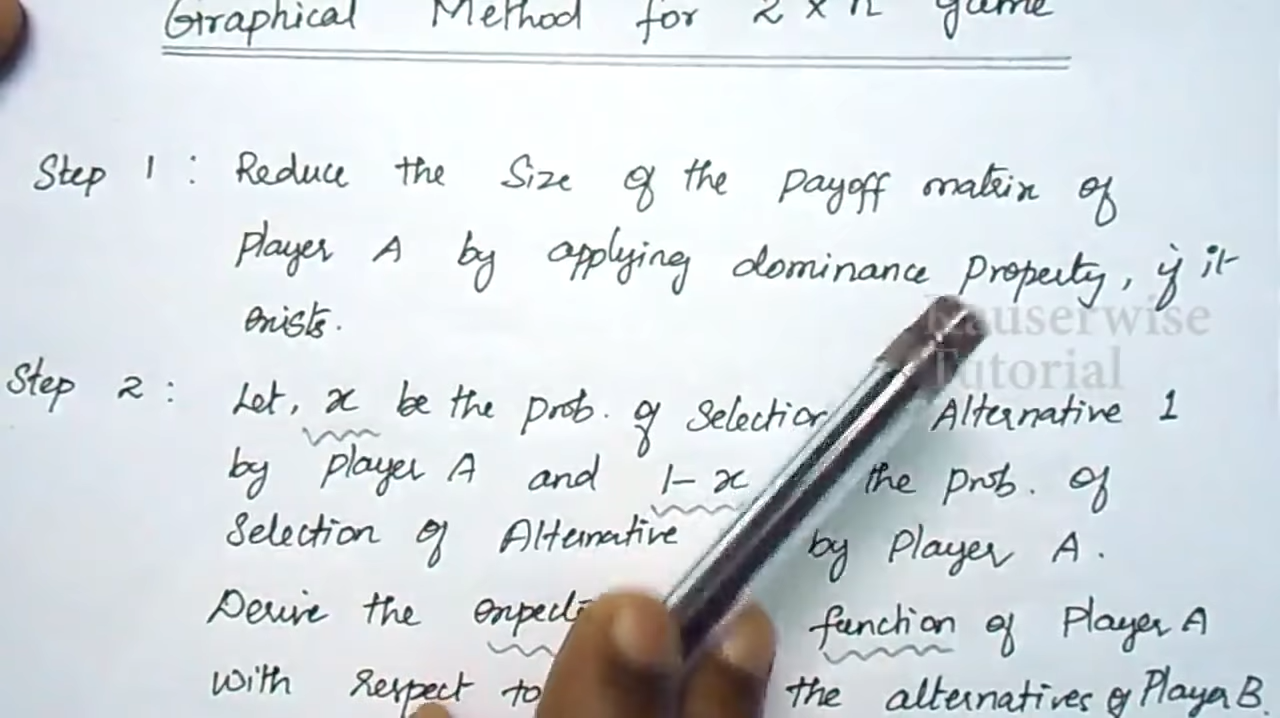 Graphical Method for 2 x n game
Step 1 : Reduce the Size of the payoff matrix of
player A by applying dominance property, if it
exists.
Kauserwise
Tutorial
Step 2 : Let, x be the prob. of Selection Alternative 1
by player A and 1-x the prob. of
Selection of Alternative by Player A.
Derive the function of Player A
with respect to the alternatives of Player B.